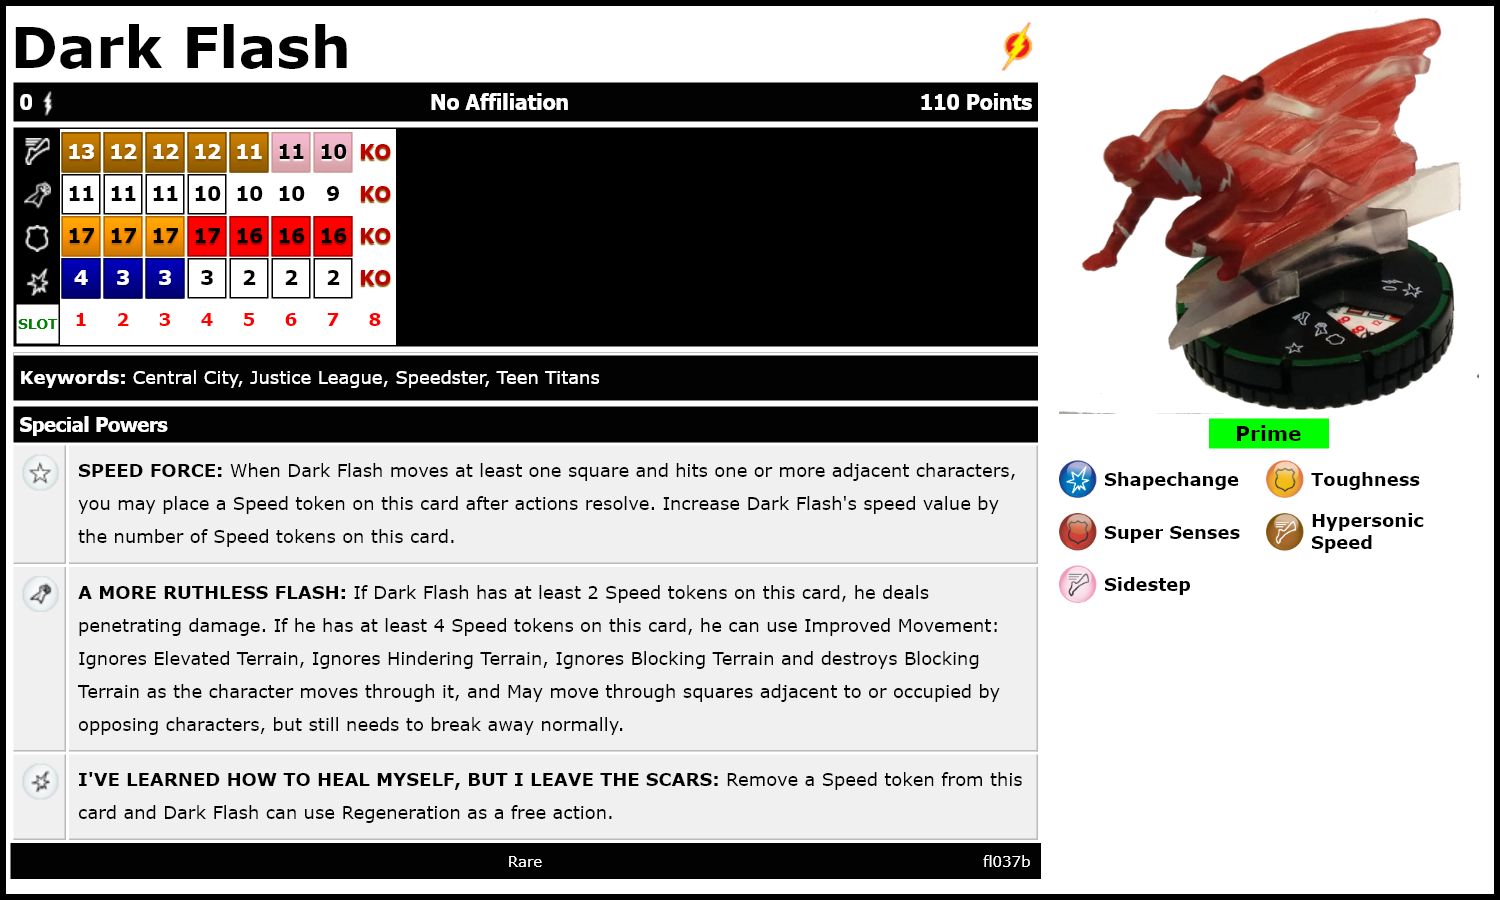 Dark Flash
0 No Affiliation 110 Points
13 12 12 12 11 11 10 KO
11 11 11 10 10 10 9 KO
17 17 17 17 16 16 16 KO
4 3 3 3 2 2 2 KO
SLOT 1 2 3 4 5 6 7 8
Keywords: Central City, Justice League, Speedster, Teen Titans
Special Powers
SPEED FORCE: When Dark Flash moves at least one square and hits one or more adjacent characters,
you may place a Speed token on this card after actions resolve. Increase Dark Flash's speed value by
the number of Speed tokens on this card.
A MORE RUTHLESS FLASH: If Dark Flash has at least 2 Speed tokens on this card, he deals
penetrating damage. If he has at least 4 Speed tokens on this card, he can use Improved Movement:
Ignores Elevated Terrain, Ignores Hindering Terrain, Ignores Blocking Terrain and destroys Blocking
Terrain as the character moves through it, and May move through squares adjacent to or occupied by
opposing characters, but still needs to break away normally.
I'VE LEARNED HOW TO HEAL MYSELF, BUT I LEAVE THE SCARS: Remove a Speed token from this
card and Dark Flash can use Regeneration as a free action.
Rare fl037b
Prime
Shapechange Toughness
Super Senses Hypersonic
Speed
Sidestep